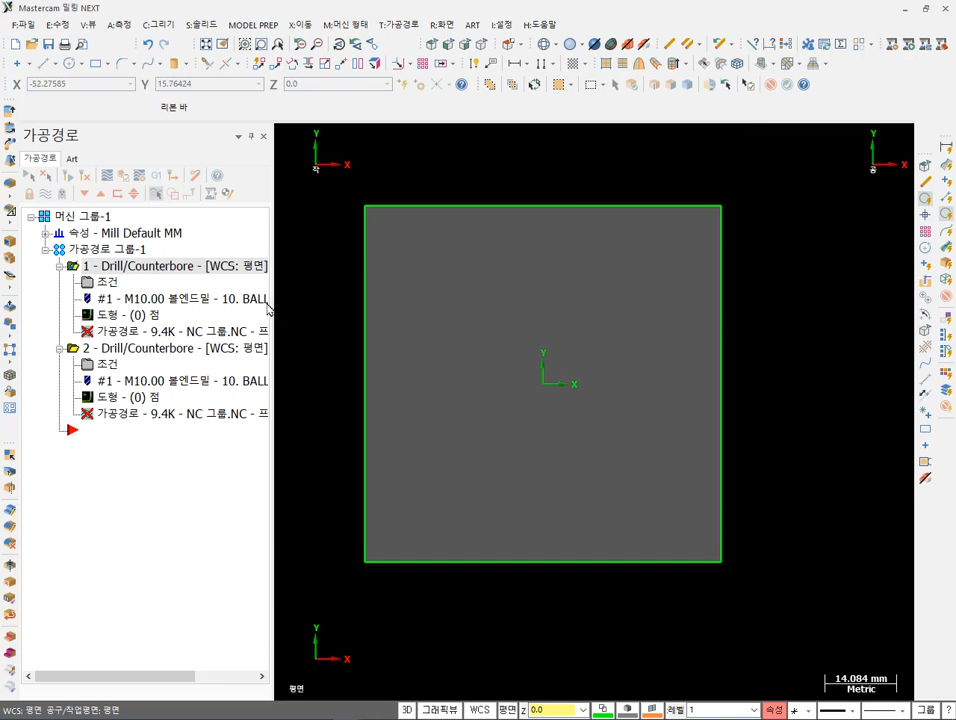 Mastercam 밀링 NEXT
F:파일 E:수정 V:뷰 A:측정 C:그리기 S:솔리드 MODEL PREP X:이동 M:머신 형태 T:가공경로 R:화면 ART I:설정 H:도움말
X -52.27585 Y 15.76424 Z 0.0
리본 바
가공경로
가공경로 Art
G1
머신 그룹-1
속성 - Mill Default MM
가공경로 그룹-1
1 - Drill/Counterbore - [WCS: 평면]
조건
#1 - M10.00 볼엔드밀 - 10. BALL
도형 - (0) 점
가공경로 - 9.4K - NC 그룹.NC - 프
2 - Drill/Counterbore - [WCS: 평면]
조건
#1 - M10.00 볼엔드밀 - 10. BALL
도형 - (0) 점
가공경로 - 9.4K - NC 그룹.NC - 프
Y
X
작
Y
X
공
Y
X
Y
X
평면
14.084 mm
Metric
WCS: 평면 공구/작업평면: 평면
3D 그래픽뷰 WCS 평면 Z 0.0 레벨 1 속성 그룹 ?